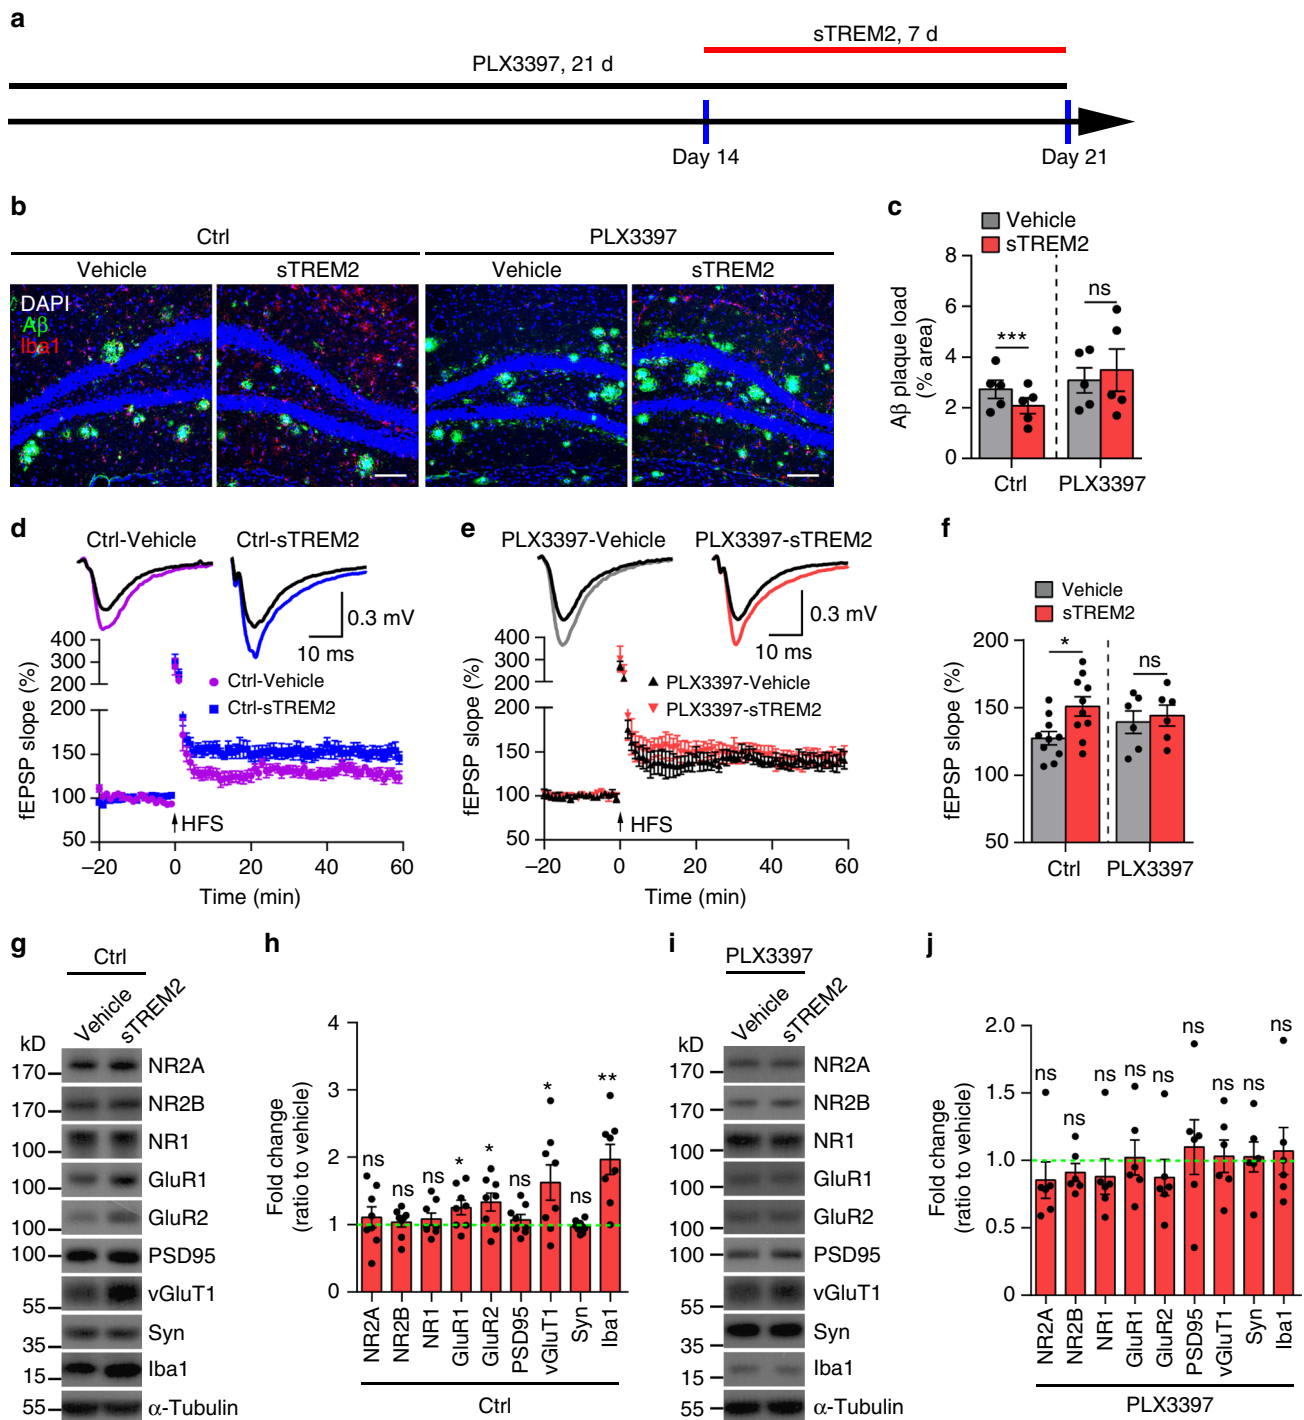 a
sTREM2, 7 d
PLX3397, 21 d
Day 14
Day 21
b
Ctrl
PLX3397
Vehicle
sTREM2
Vehicle
sTREM2
DAPI
Aβ
Iba1
c
Vehicle
sTREM2
Aβ plaque load
(% area)
8
6
4
2
0
***
ns
Ctrl
PLX3397
d
Ctrl-Vehicle
Ctrl-sTREM2
0.3 mV
10 ms
fEPSP slope (%)
400
300
200
200
150
100
50
Ctrl-Vehicle
Ctrl-sTREM2
HFS
–20
0
20
40
60
Time (min)
e
PLX3397-Vehicle
PLX3397-sTREM2
0.3 mV
10 ms
fEPSP slope (%)
400
300
200
200
150
100
50
PLX3397-Vehicle
PLX3397-sTREM2
HFS
–20
0
20
40
60
Time (min)
f
Vehicle
sTREM2
fEPSP slope (%)
200
150
100
50
*
ns
Ctrl
PLX3397
g
Ctrl
Vehicle
sTREM2
kD
170
NR2A
170
NR2B
100
NR1
100
GluR1
100
GluR2
100
PSD95
55
vGluT1
35
Syn
15
Iba1
55
α-Tubulin
h
Fold change
(ratio to vehicle)
4
3
2
1
0
ns
ns
ns
*
*
ns
*
ns
**
NR2A
NR2B
NR1
GluR1
GluR2
PSD95
vGluT1
Syn
Iba1
Ctrl
i
PLX3397
Vehicle
sTREM2
kD
170
NR2A
170
NR2B
100
NR1
100
GluR1
100
GluR2
100
PSD95
55
vGluT1
35
Syn
15
Iba1
55
α-Tubulin
j
Fold change
(ratio to vehicle)
2.0
1.5
1.0
0.5
0
ns
ns
ns
ns
ns
ns
ns
ns
ns
NR2A
NR2B
NR1
GluR1
GluR2
PSD95
vGluT1
Syn
Iba1
PLX3397